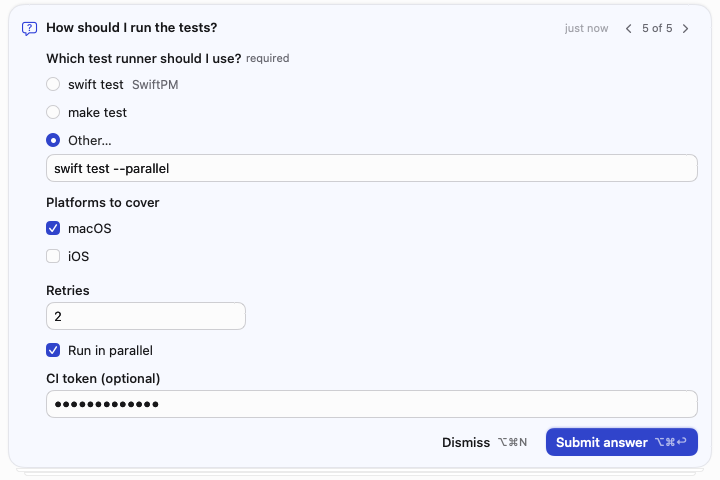 How should I run the tests?
just now
5 of 5
Which test runner should I use? required
swift test SwiftPM
make test
Other...
swift test --parallel
Platforms to cover
macOS
iOS
Retries
2
Run in parallel
CI token (optional)
•••••••••••••
Dismiss ⌥⌘N
Submit answer ⌥⌘↩